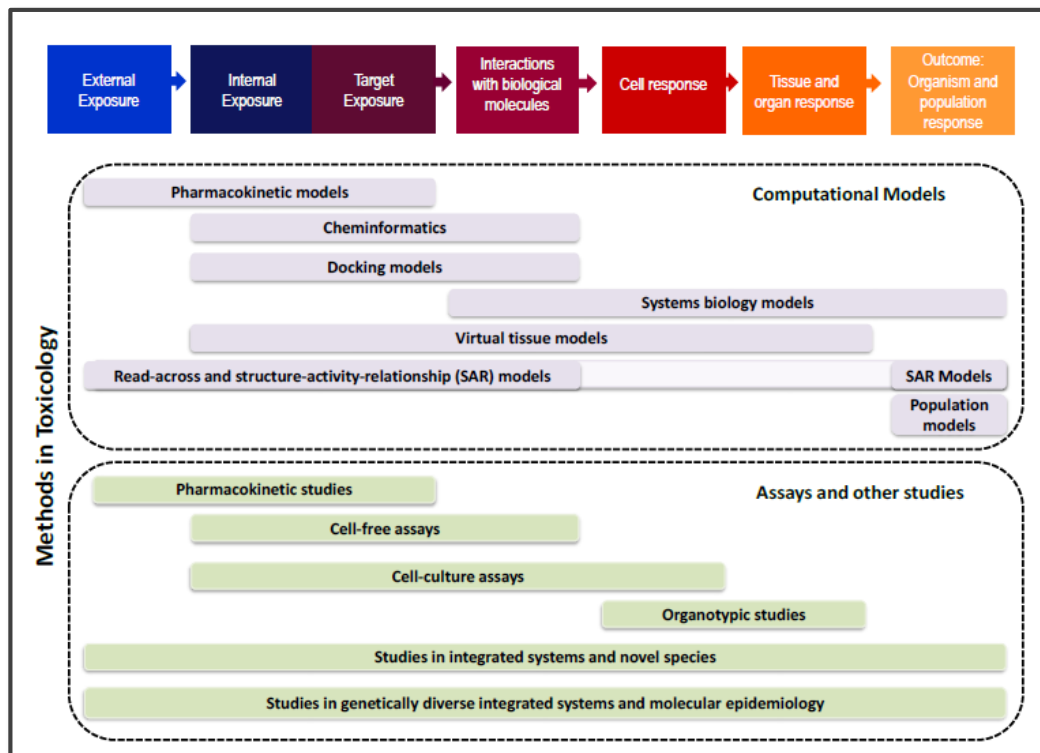 External
Exposure
Internal
Exposure
Target
Exposure
Interactions
with biological
molecules
Cell response
Tissue and
organ response
Outcome:
Organism and
population
response
Methods in Toxicology
Computational Models
Pharmacokinetic models
Cheminformatics
Docking models
Systems biology models
Virtual tissue models
Read-across and structure-activity-relationship (SAR) models
SAR Models
Population
models
Assays and other studies
Pharmacokinetic studies
Cell-free assays
Cell-culture assays
Organotypic studies
Studies in integrated systems and novel species
Studies in genetically diverse integrated systems and molecular epidemiology